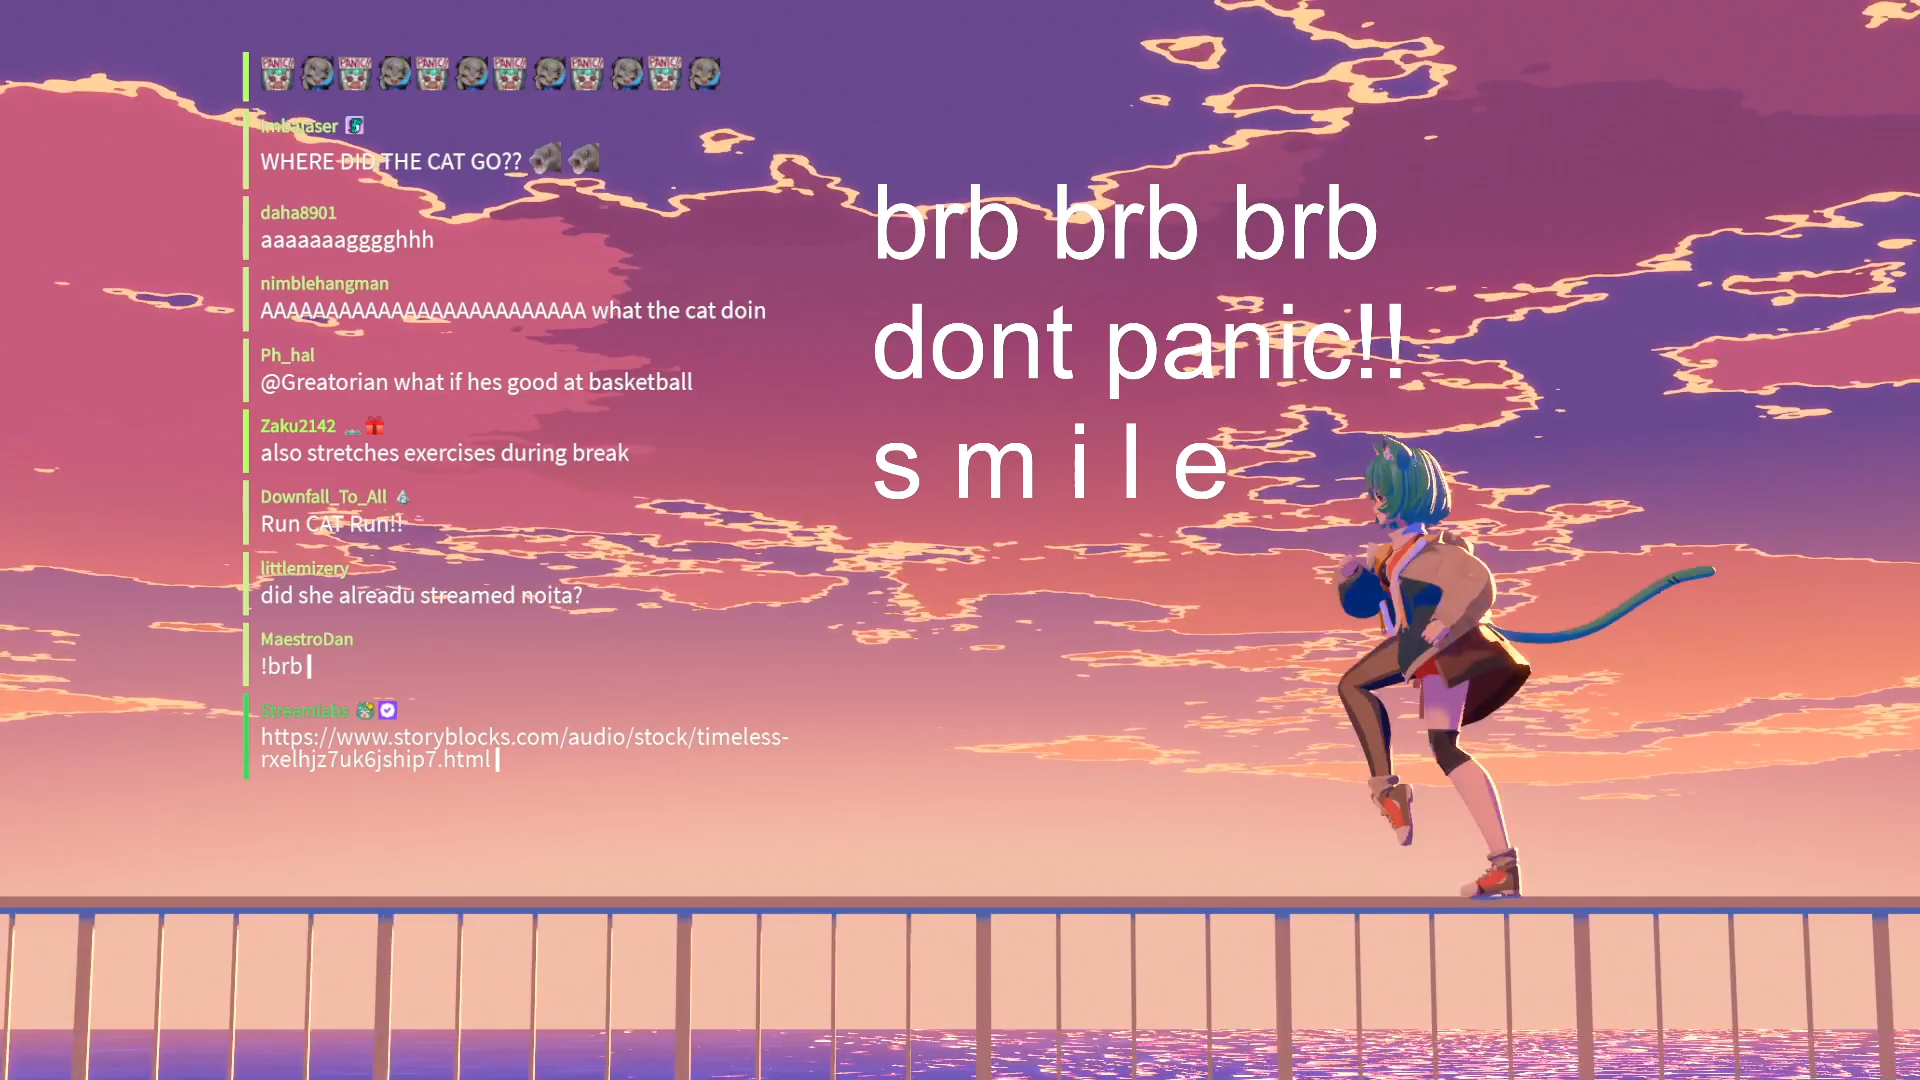 imbalaser
WHERE DID THE CAT GO??
daha8901
aaaaaaagggghhh
nimblehangman
AAAAAAAAAAAAAAAAAAAAAAAAA what the cat doin
Ph_hal
@Greatorian what if hes good at basketball
Zaku2142
also stretches exercises during break
Downfall_To_All
Run CAT Run!!
littlemizery
did she alreadu streamed noita?
MaestroDan
!brb
Streamlabs
https://www.storyblocks.com/audio/stock/timeless-
rxelhjz7uk6jship7.html
brb brb brb
dont panic!!
s m i l e